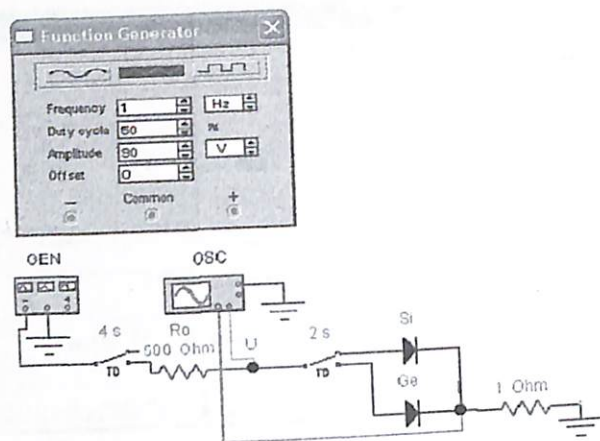 Function Generator
Frequency 1 Hz
Duty cycle 50 %
Amplitude 90 V
Offset 0
− Common +
GEN OSC
4 s Ro U 2 s Si
TD 500 Ohm TD Ge 1 Ohm